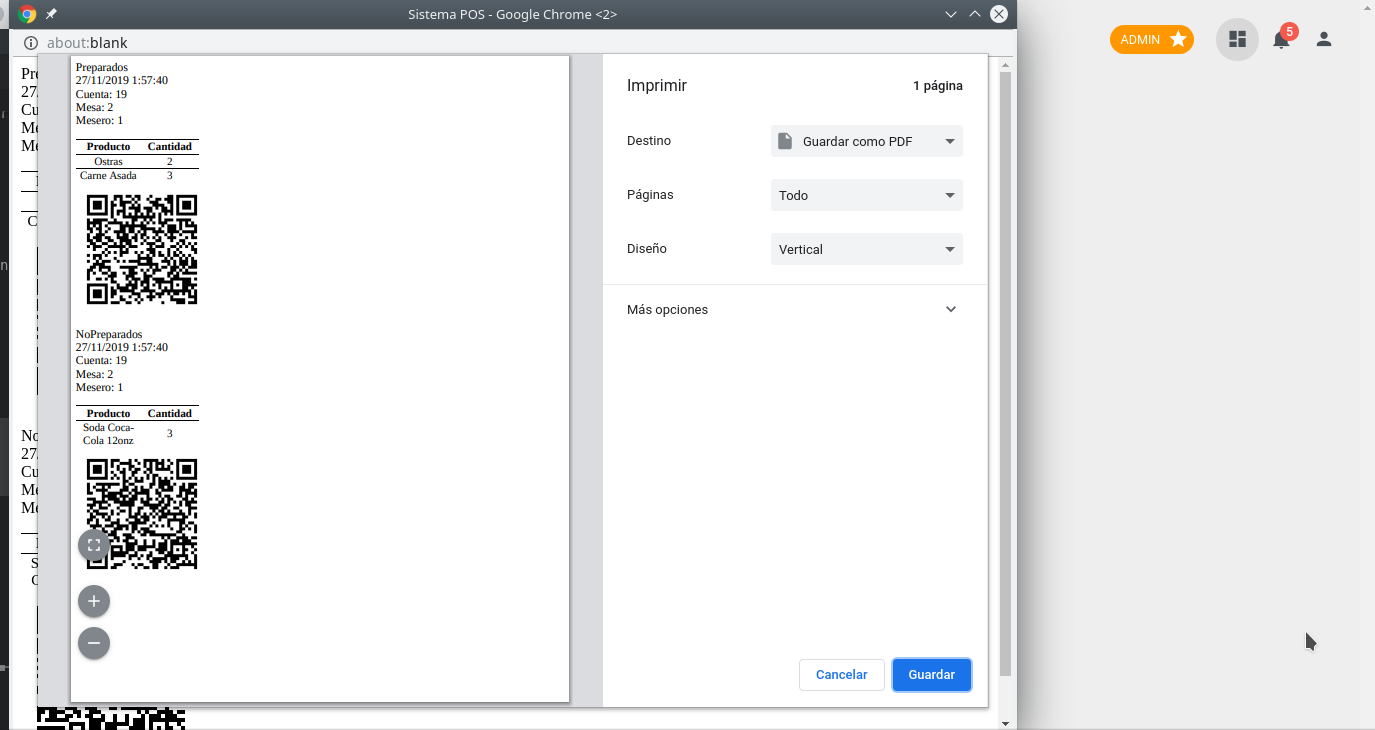 Sistema POS - Google Chrome <2>
about:blank
ADMIN
5
Preparados
27/11/2019 1:57:40
Cuenta: 19
Mesa: 2
Mesero: 1
Producto Cantidad
Ostras 2
Carne Asada 3
NoPreparados
27/11/2019 1:57:40
Cuenta: 19
Mesa: 2
Mesero: 1
Producto Cantidad
Soda Coca-
Cola 12onz 3
Imprimir 1 página
Destino Guardar como PDF
Páginas Todo
Diseño Vertical
Más opciones
Cancelar Guardar